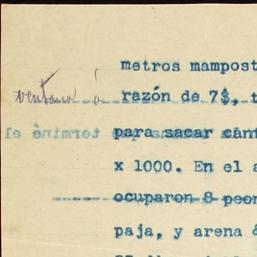 metros mampost
ventana á razón de 7$, t
para sacar cant
x 1000. En el a
ocuparon 8 peon
paja, y arena á